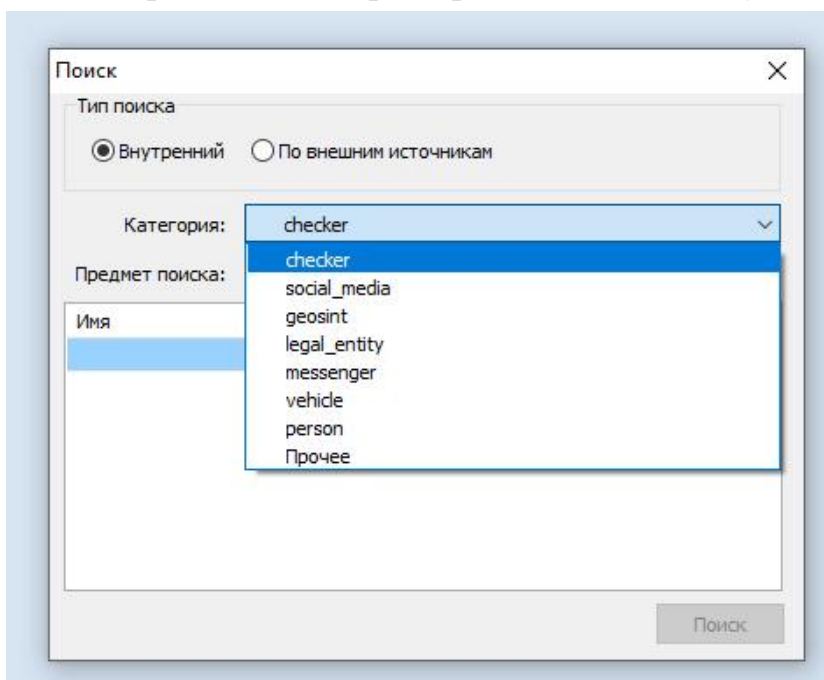 Поиск
Тип поиска
Внутренний По внешним источникам
Категория: checker
checker
Предмет поиска:
social_media
geosint
Имя
legal_entity
messenger
vehicle
person
Прочее
Поиск